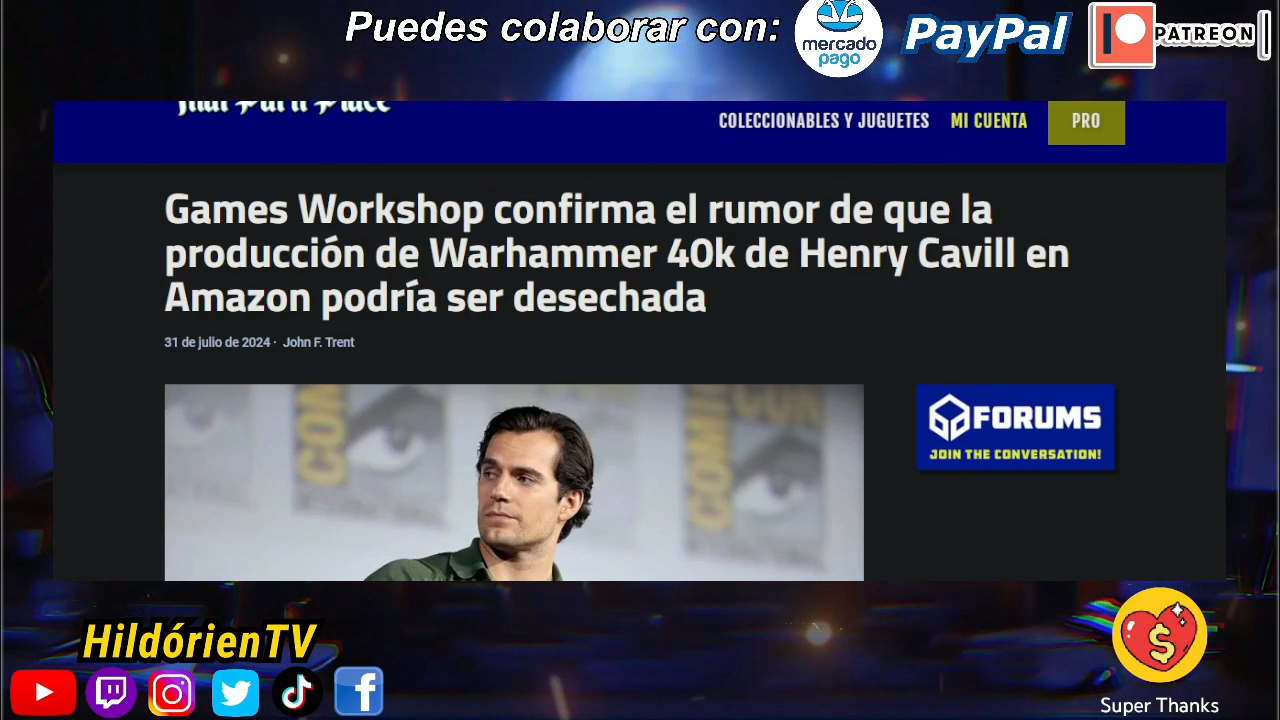 Puedes colaborar con:
mercado
pago
PayPal
PATREON
COLECCIONABLES Y JUGUETES
MI CUENTA
PRO
Games Workshop confirma el rumor de que la
producción de Warhammer 40k de Henry Cavill en
Amazon podría ser desechada
31 de julio de 2024 · John F. Trent
COMIC
CON
FORUMS
JOIN THE CONVERSATION!
HildórienTV
Super Thanks